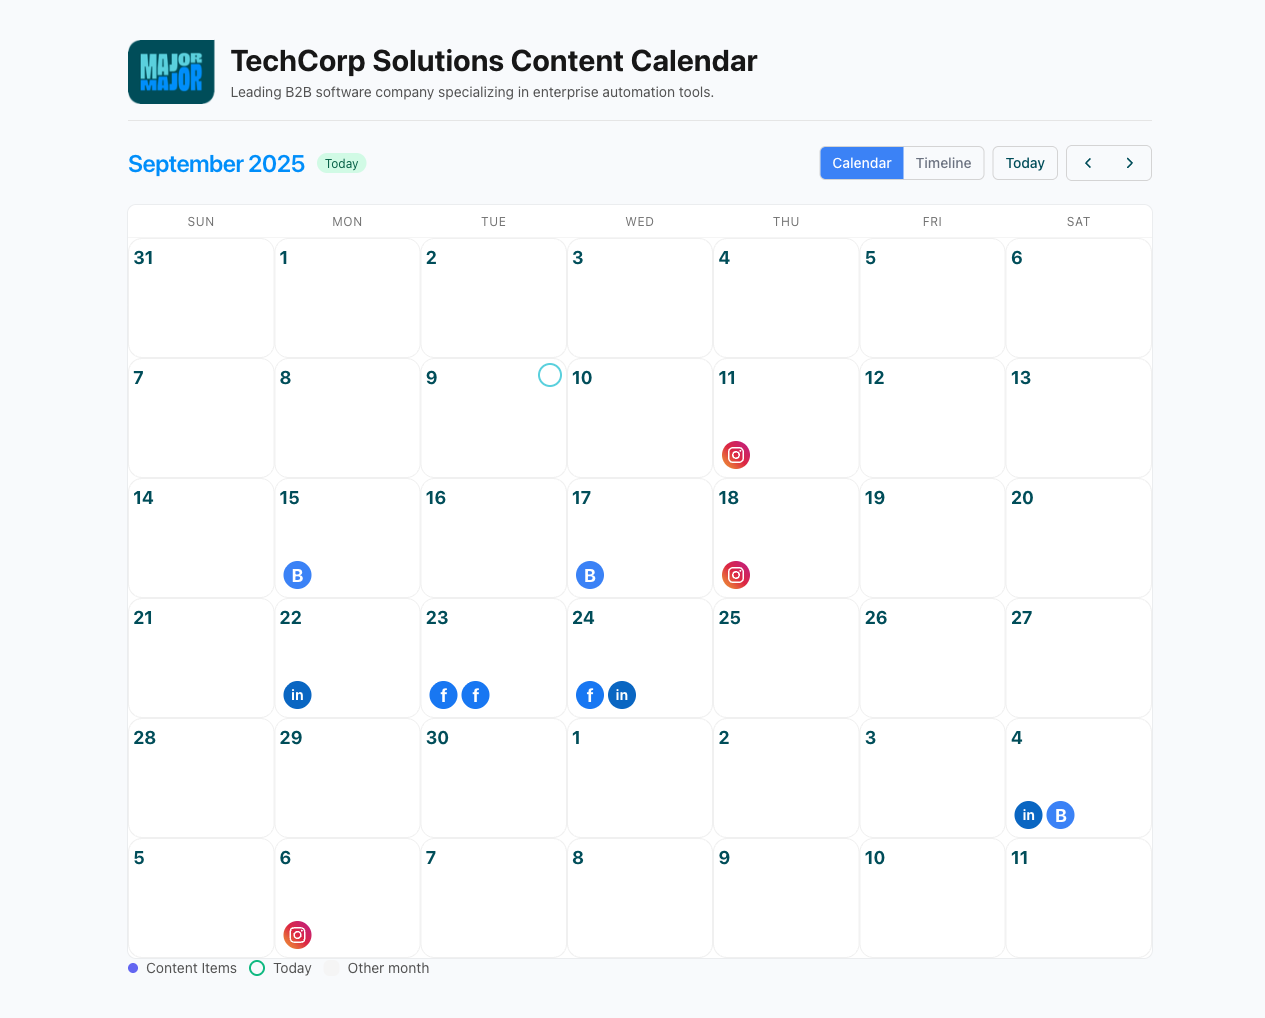 MAJOR
MAJOR
TechCorp Solutions Content Calendar
Leading B2B software company specializing in enterprise automation tools.
September 2025 Today
Calendar Timeline Today
SUN MON TUE WED THU FRI SAT
31 1 2 3 4 5 6
7 8 9 10 11 12 13
14 15 16 17 18 19 20
B B
21 22 23 24 25 26 27
in f f f in
28 29 30 1 2 3 4
in B
5 6 7 8 9 10 11
Content Items Today Other month